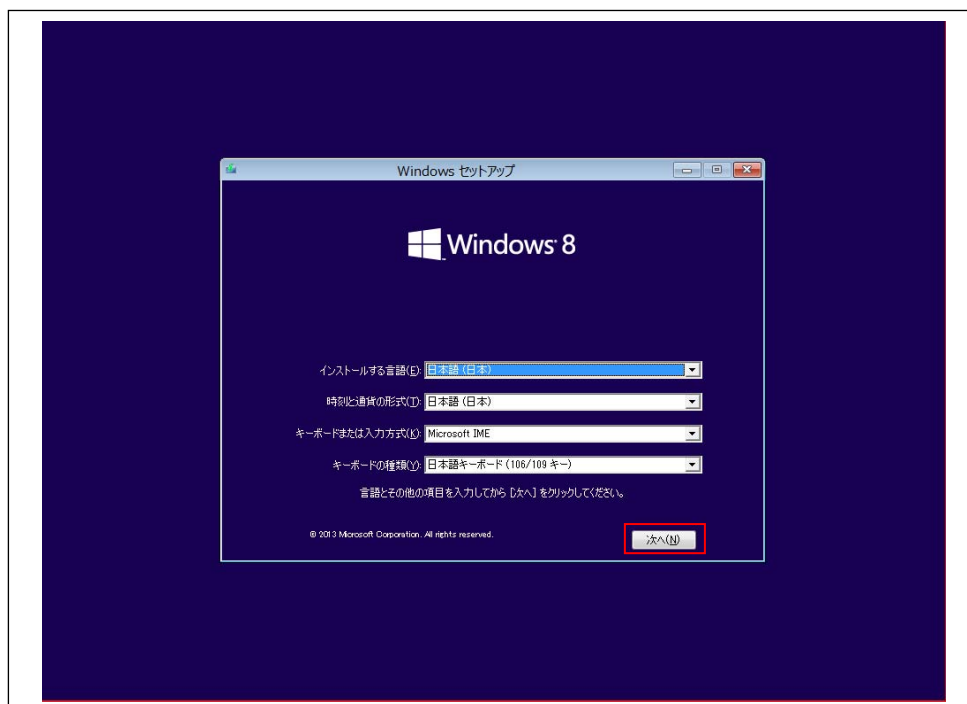 Windows セットアップ
Windows 8
インストールする言語(E): 日本語 (日本)
時刻と通貨の形式(T): 日本語 (日本)
キーボードまたは入力方式(K): Microsoft IME
キーボードの種類(Y): 日本語キーボード (106/109 キー)
言語とその他の項目を入力してから [次へ] をクリックしてください。
© 2013 Microsoft Corporation. All rights reserved.
次へ(N)